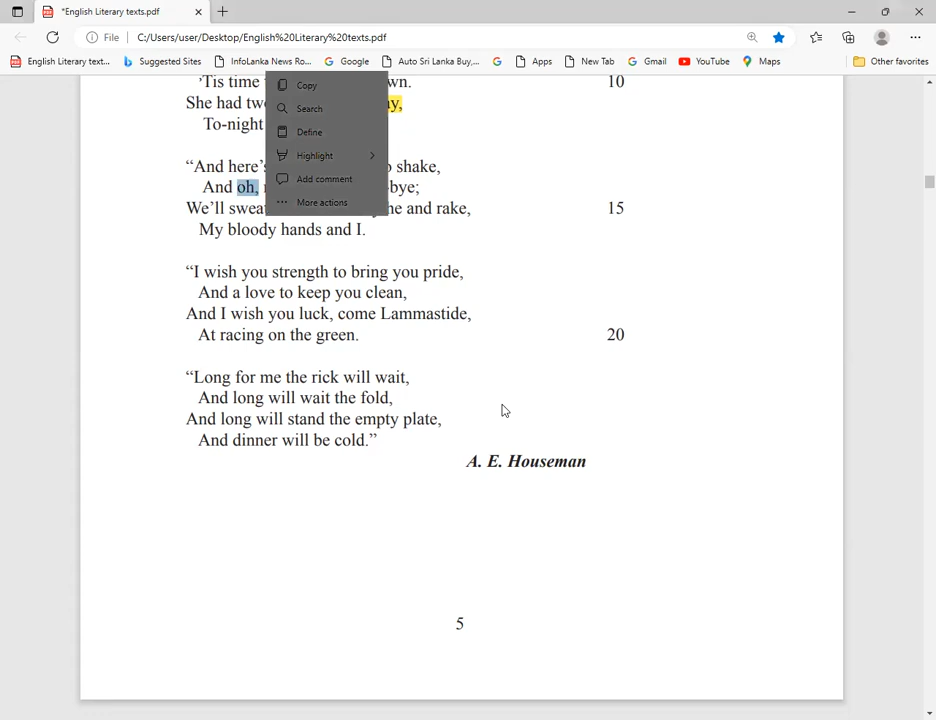 *English Literary texts.pdf
File
C:/Users/user/Desktop/English%20Literary%20texts.pdf
English Literary text...
Suggested Sites
InfoLanka News Ro...
Google
Auto Sri Lanka Buy,...
Apps
New Tab
Gmail
YouTube
Maps
Other favorites
Copy
Search
Define
Highlight
Add comment
More actions
’Tis time wn. 10
She had two ay,
To-night
“And here’s o shake,
And oh, bye;
We’ll sweat he and rake, 15
My bloody hands and I.
“I wish you strength to bring you pride,
And a love to keep you clean,
And I wish you luck, come Lammastide,
At racing on the green. 20
“Long for me the rick will wait,
And long will wait the fold,
And long will stand the empty plate,
And dinner will be cold.”
A. E. Houseman
5